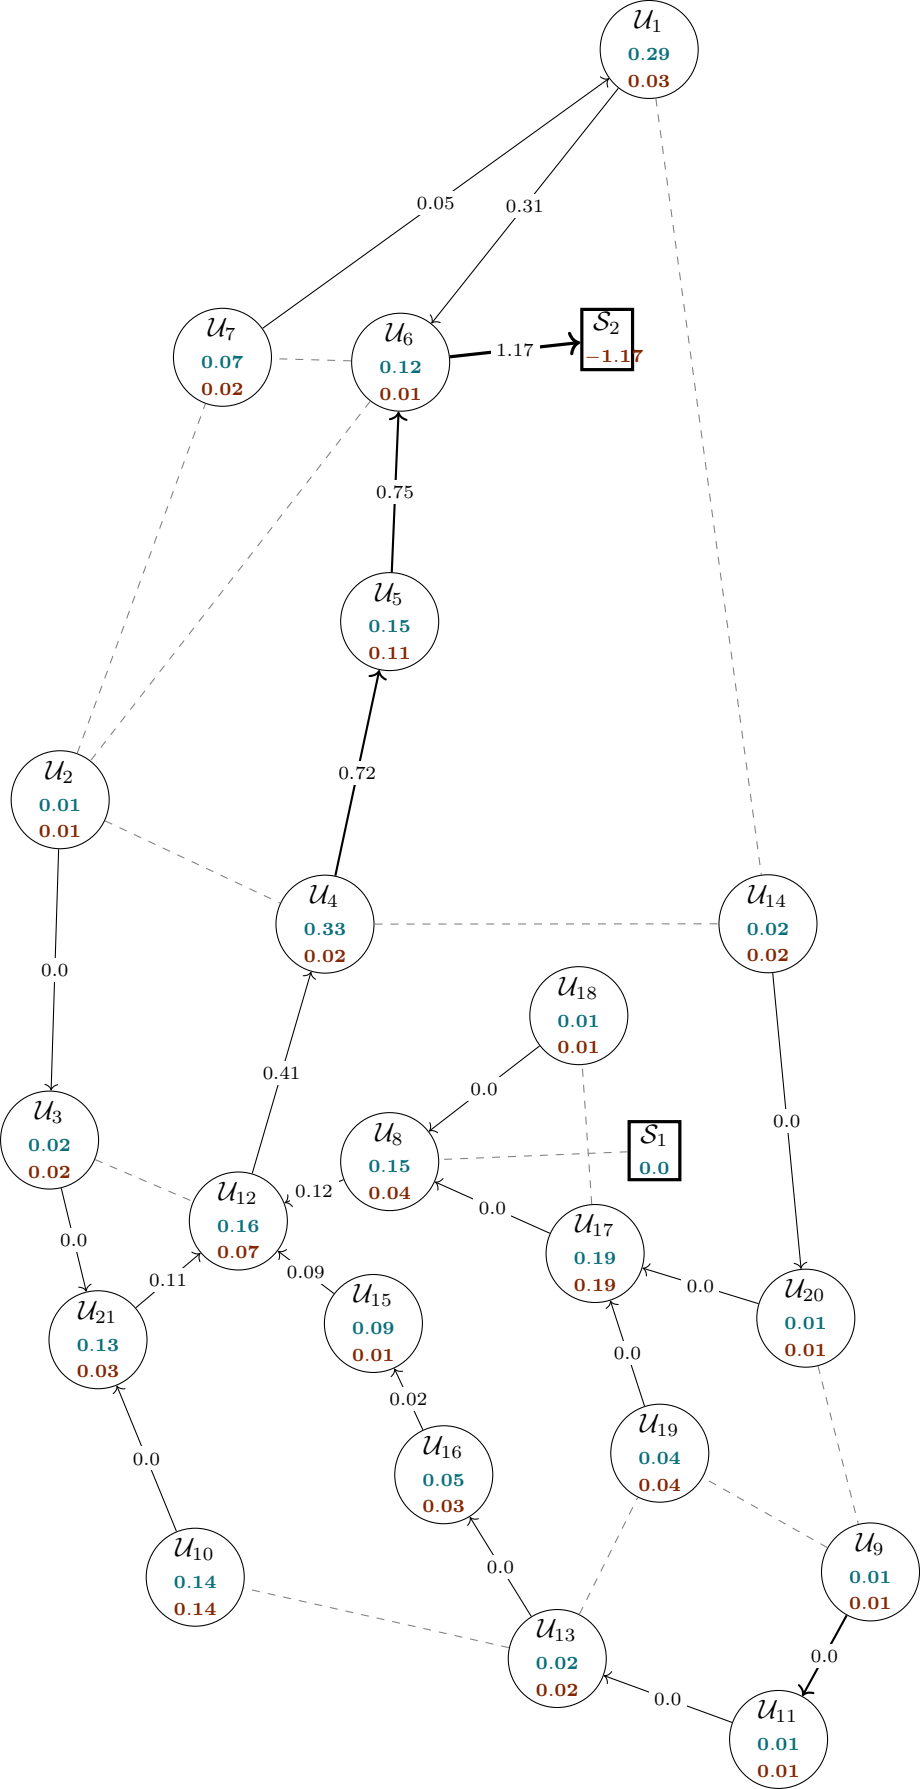 𝒰₁
0.29
0.03
0.05
0.31
𝒰₇
0.07
0.02
𝒰₆
0.12
0.01
1.17
𝒮₂
−1.17
0.75
𝒰₅
0.15
0.11
0.72
𝒰₂
0.01
0.01
𝒰₄
0.33
0.02
𝒰₁₄
0.02
0.02
0.0
𝒰₁₈
0.01
0.01
0.41
0.0
0.0
𝒰₃
0.02
0.02
𝒰₈
0.15
0.04
𝒮₁
0.0
𝒰₁₂
0.16
0.07
0.12
0.0
𝒰₁₇
0.19
0.19
0.0
0.11
0.09
0.0
𝒰₂₀
0.01
0.01
𝒰₂₁
0.13
0.03
𝒰₁₅
0.09
0.01
0.0
0.02
𝒰₁₉
0.04
0.04
0.0
𝒰₁₆
0.05
0.03
𝒰₁₀
0.14
0.14
0.0
𝒰₉
0.01
0.01
𝒰₁₃
0.02
0.02
0.0
0.0
𝒰₁₁
0.01
0.01